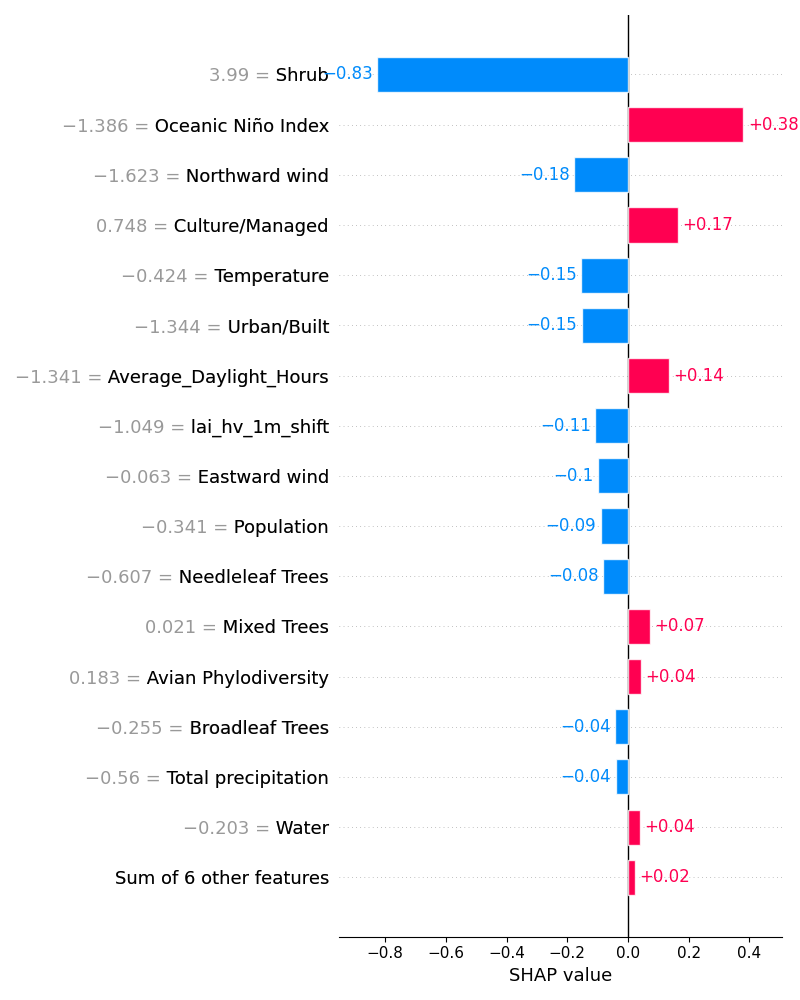 3.99 = Shrub −0.83
−1.386 = Oceanic Niño Index +0.38
−1.623 = Northward wind −0.18
0.748 = Culture/Managed +0.17
−0.424 = Temperature −0.15
−1.344 = Urban/Built −0.15
−1.341 = Average_Daylight_Hours +0.14
−1.049 = lai_hv_1m_shift −0.11
−0.063 = Eastward wind −0.1
−0.341 = Population −0.09
−0.607 = Needleleaf Trees −0.08
0.021 = Mixed Trees +0.07
0.183 = Avian Phylodiversity +0.04
−0.255 = Broadleaf Trees −0.04
−0.56 = Total precipitation −0.04
−0.203 = Water +0.04
Sum of 6 other features +0.02
−0.8 −0.6 −0.4 −0.2 0.0 0.2 0.4
SHAP value